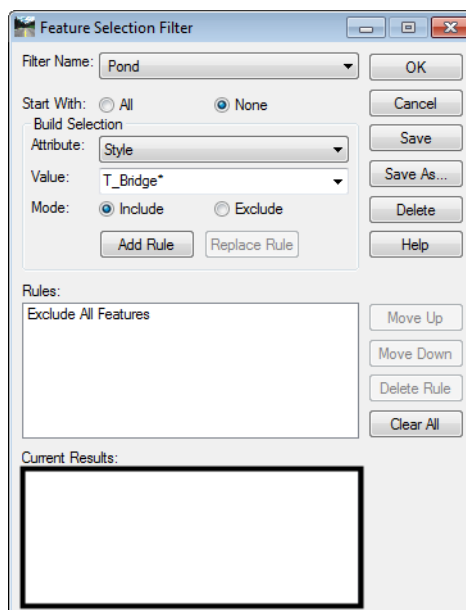 Feature Selection Filter
Filter Name: Pond
OK
Start With: All None
Cancel
Build Selection
Attribute: Style
Save
Value: T_Bridge*
Save As...
Mode: Include Exclude
Delete
Add Rule Replace Rule
Help
Rules:
Exclude All Features
Move Up
Move Down
Delete Rule
Clear All
Current Results: